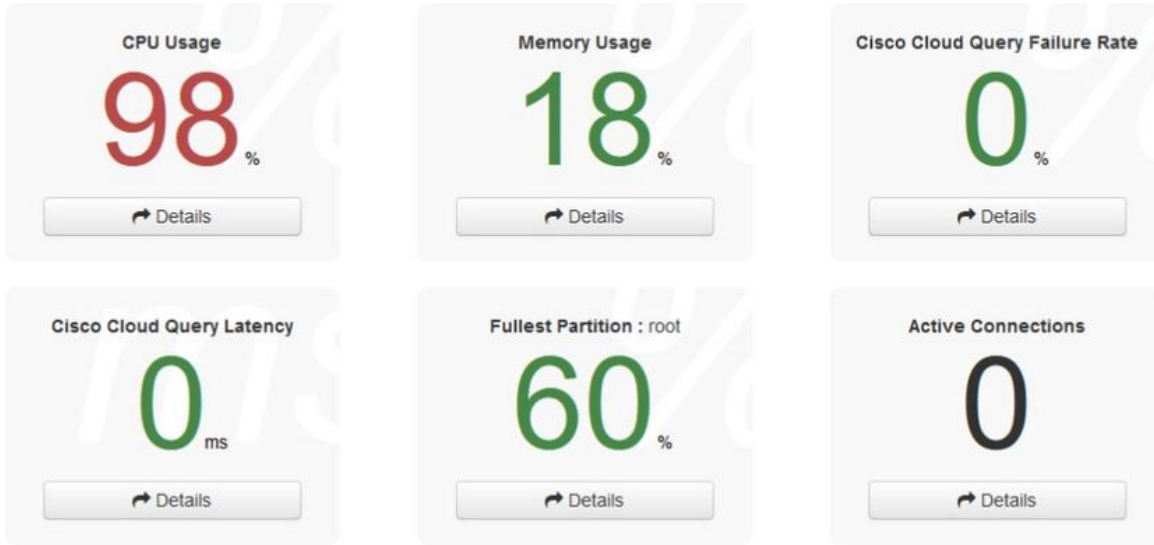 CPU Usage
98 %
Details
Memory Usage
18 %
Details
Cisco Cloud Query Failure Rate
0 %
Details
Cisco Cloud Query Latency
0 ms
Details
Fullest Partition : root
60 %
Details
Active Connections
0
Details